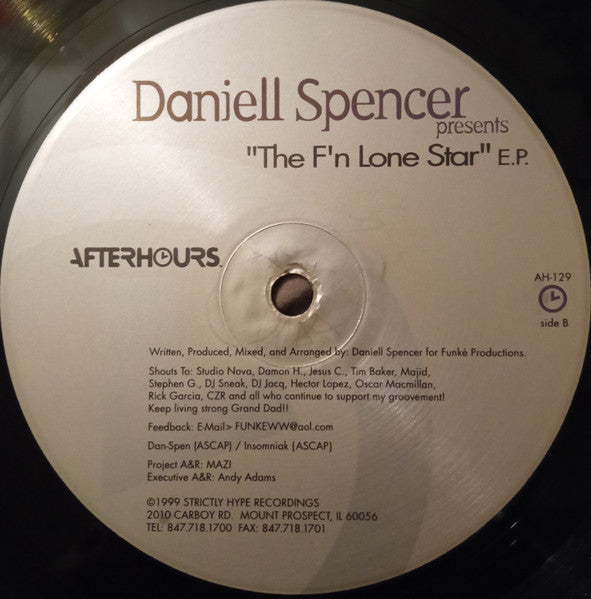 Daniell Spencer
presents
"The F'n Lone Star" E.P.
AFTERHOURS
AH-129
side B
Written, Produced, Mixed, and Arranged by: Daniell Spencer for Funké Productions.
Shouts To: Studio Nova, Damon H., Jesus C., Tim Baker, Majid,
Stephen G., DJ Sneak, DJ Jacq, Hector Lopez, Oscar Macmillan,
Rick Garcia, CZR and all who continue to support my groovement!
Keep living strong Grand Dad!!
Feedback: E-Mail> FUNKEWW@aol.com
Dan-Spen (ASCAP) / Insomniak (ASCAP)
Project A&R: MAZI
Executive A&R: Andy Adams
©1999 STRICTLY HYPE RECORDINGS
2010 CARBOY RD. MOUNT PROSPECT, IL 60056
TEL: 847.718.1700 FAX: 847.718.1701